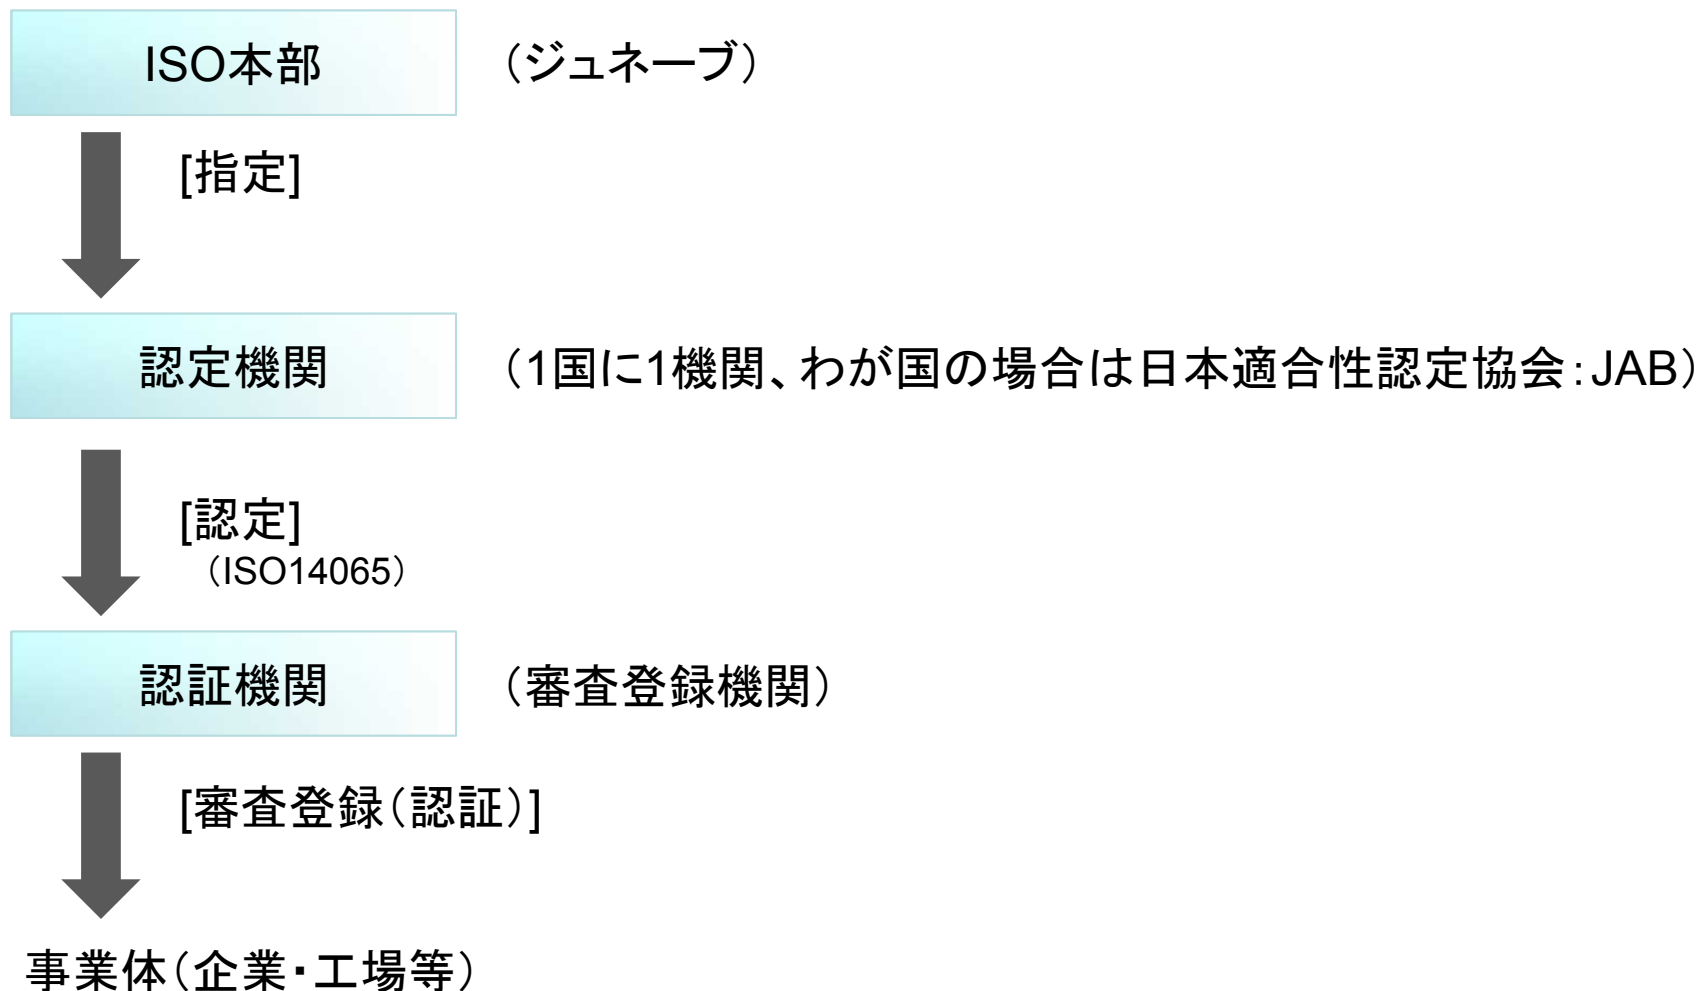 ISO本部
（ジュネーブ）
[指定]
認定機関
（1国に1機関、わが国の場合は日本適合性認定協会：JAB）
[認定]
（ISO14065）
認証機関
（審査登録機関）
[審査登録（認証）]
事業体（企業・工場等）